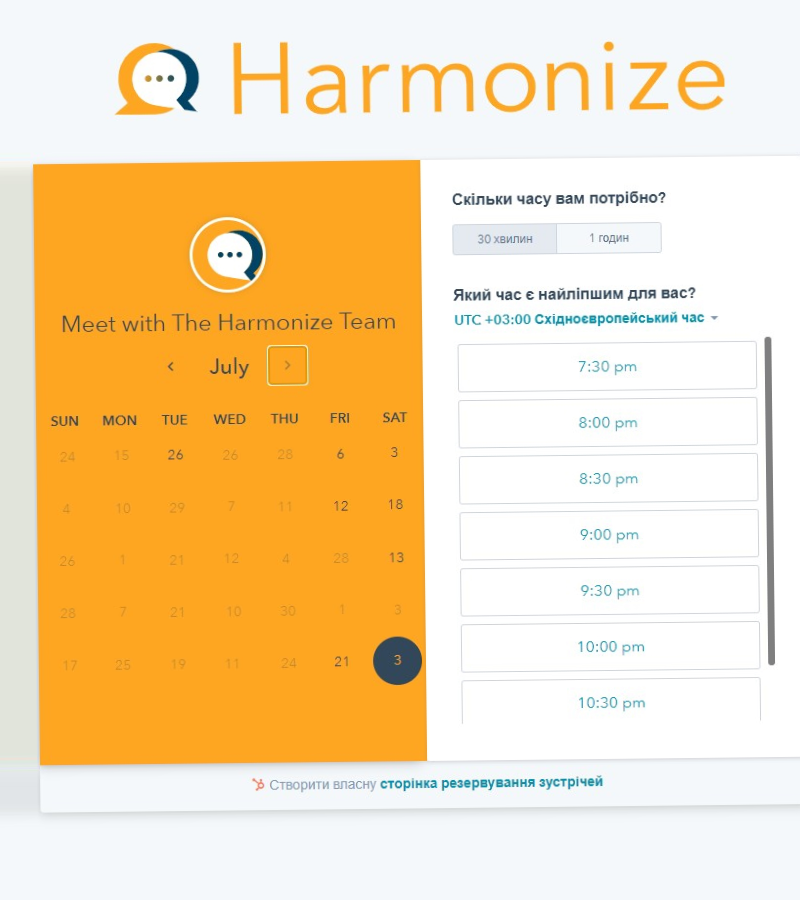 Harmonize
Meet with The Harmonize Team
July
SUN MON TUE WED THU FRI SAT
24 15 26 26 28 6 3
4 10 29 7 11 12 18
26 1 21 12 4 28 13
28 7 21 10 30 1 3
17 25 19 11 24 21 3
Скільки часу вам потрібно?
30 хвилин 1 годин
Який час є найліпшим для вас?
UTC +03:00 Східноєвропейський час
7:30 pm
8:00 pm
8:30 pm
9:00 pm
9:30 pm
10:00 pm
10:30 pm
Створити власну сторінка резервування зустрічей